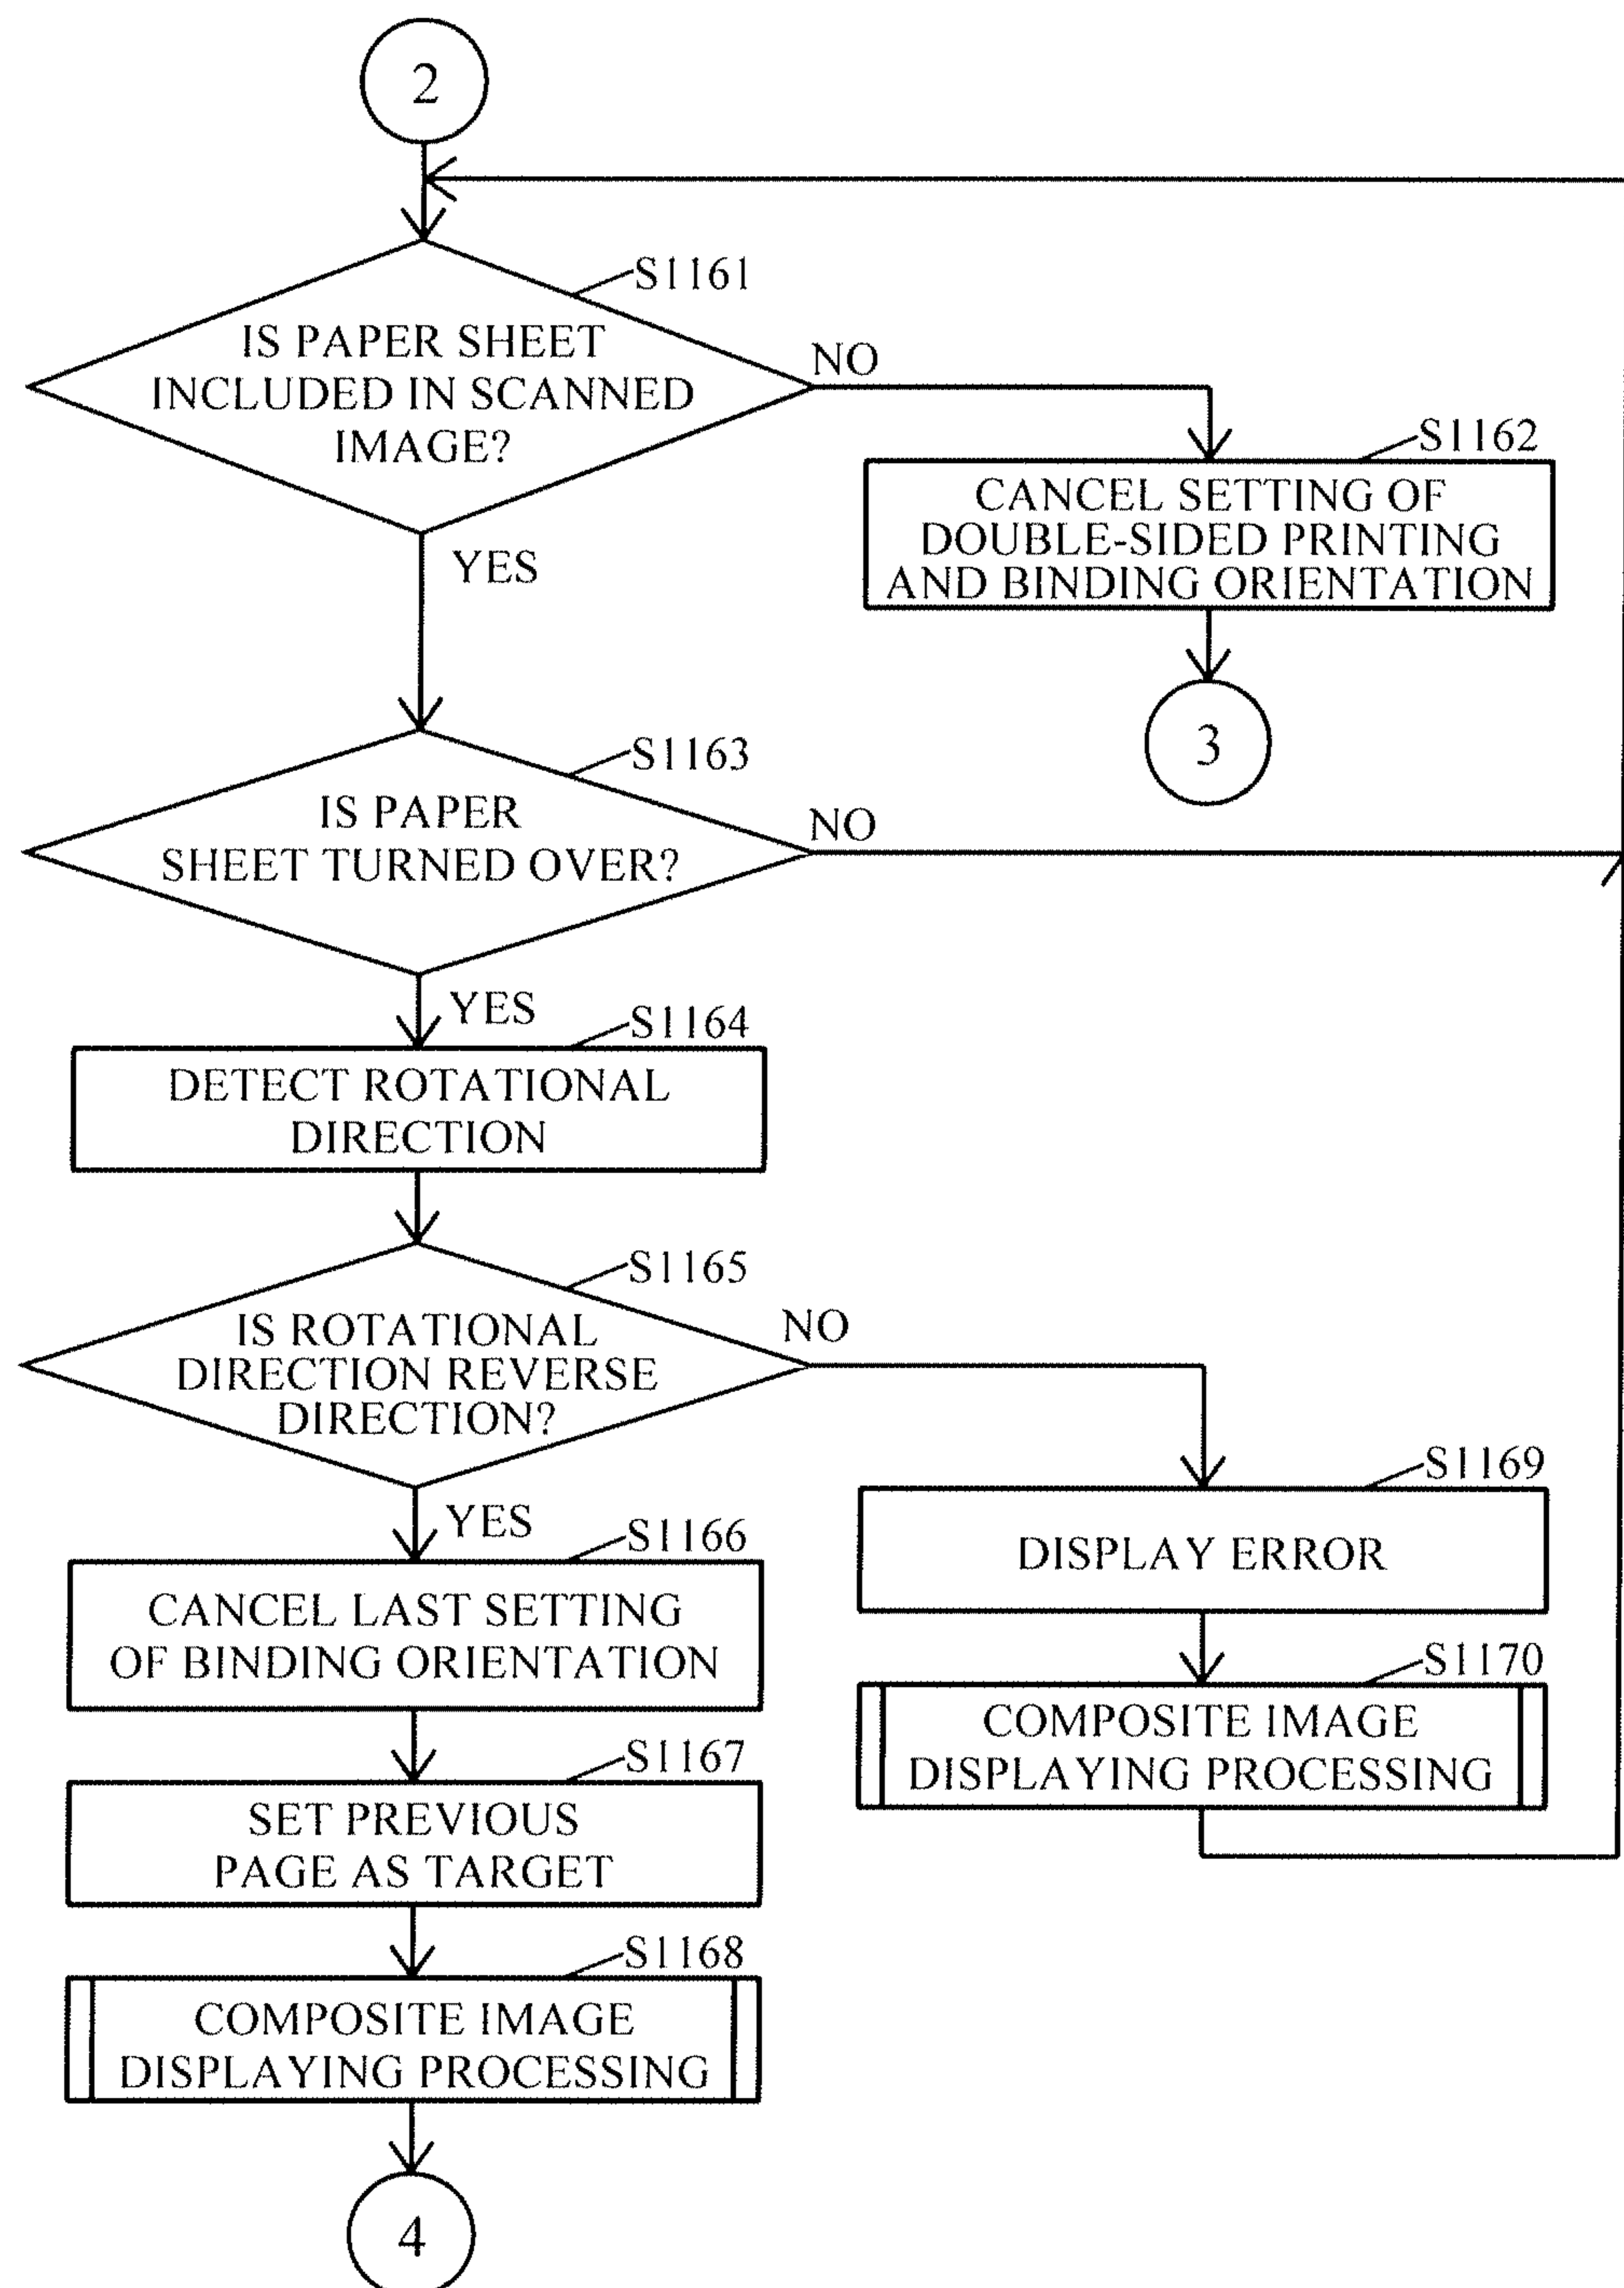 2
S1161
IS PAPER SHEET
INCLUDED IN SCANNED
IMAGE?
NO
YES
S1162
CANCEL SETTING OF
DOUBLE-SIDED PRINTING
AND BINDING ORIENTATION
3
S1163
IS PAPER
SHEET TURNED OVER?
NO
YES
S1164
DETECT ROTATIONAL
DIRECTION
S1165
IS ROTATIONAL
DIRECTION REVERSE
DIRECTION?
NO
YES
S1166
CANCEL LAST SETTING
OF BINDING ORIENTATION
S1169
DISPLAY ERROR
S1170
COMPOSITE IMAGE
DISPLAYING PROCESSING
S1167
SET PREVIOUS
PAGE AS TARGET
S1168
COMPOSITE IMAGE
DISPLAYING PROCESSING
4